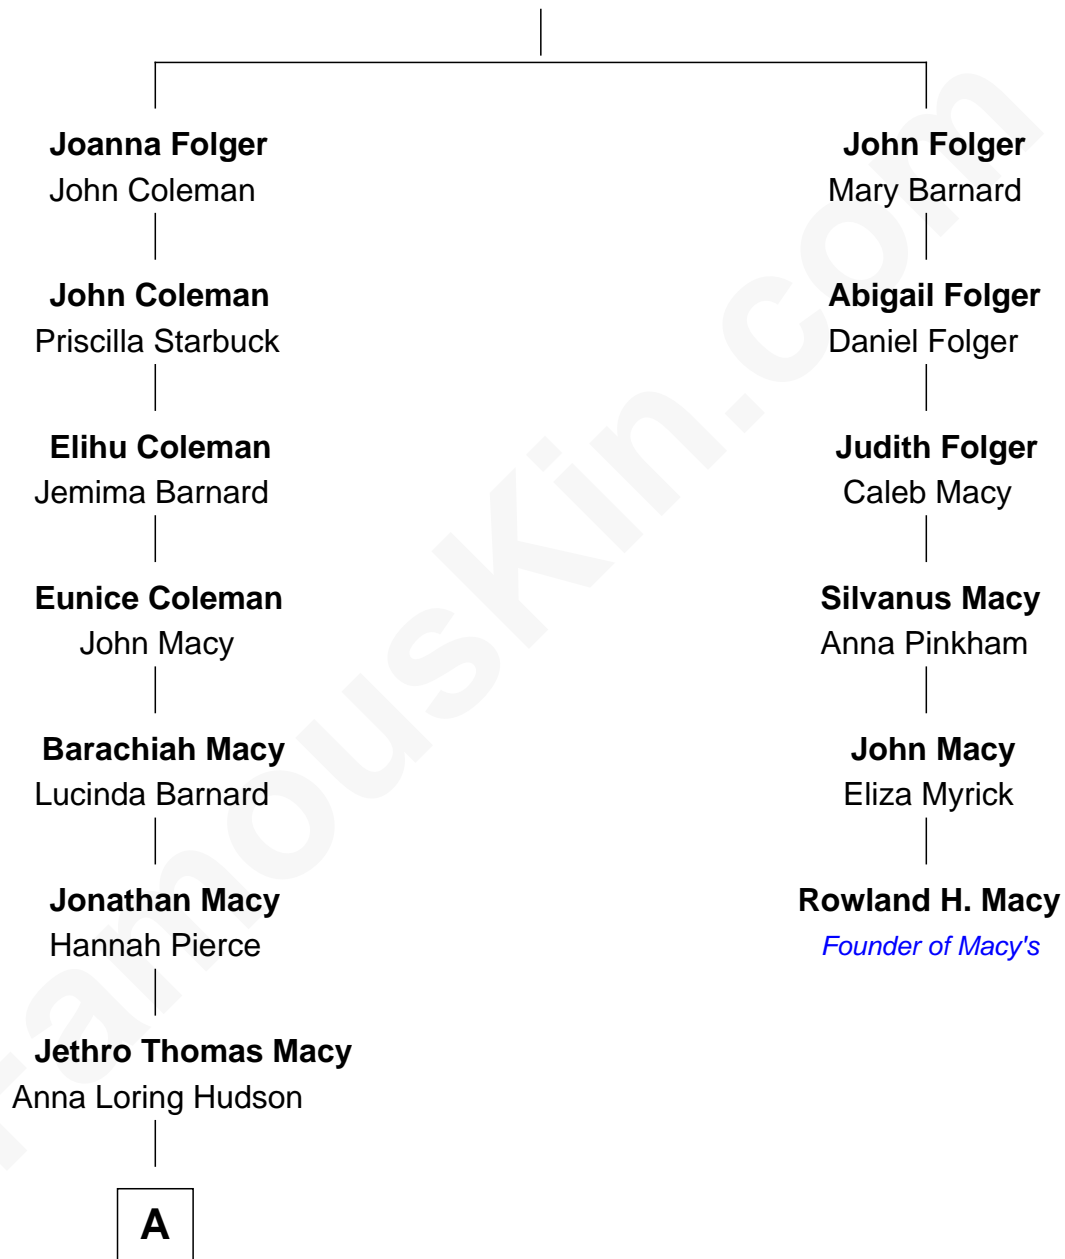 Joanna Folger
John Coleman
John Coleman
Priscilla Starbuck
Elihu Coleman
Jemima Barnard
Eunice Coleman
John Macy
Barachiah Macy
Lucinda Barnard
Jonathan Macy
Hannah Pierce
Jethro Thomas Macy
Anna Loring Hudson
A
John Folger
Mary Barnard
Abigail Folger
Daniel Folger
Judith Folger
Caleb Macy
Silvanus Macy
Anna Pinkham
John Macy
Eliza Myrick
Rowland H. Macy
Founder of Macy's
FamousKin.com